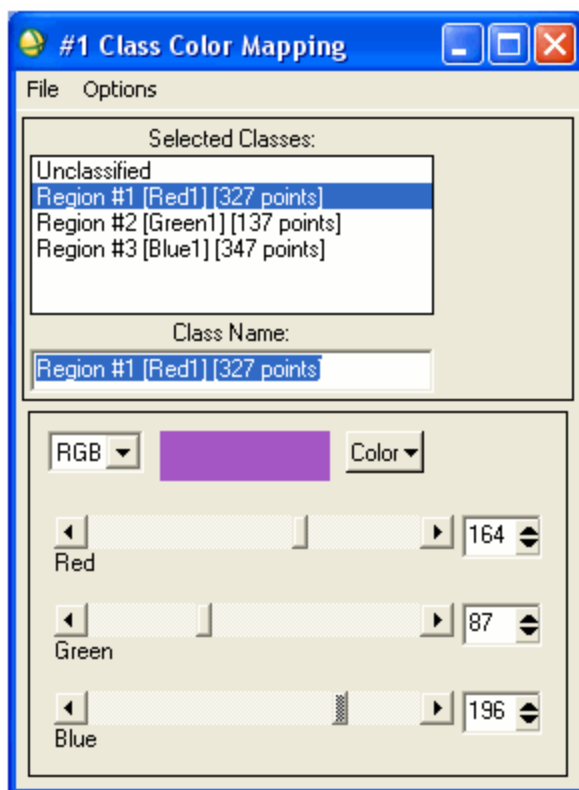 #1 Class Color Mapping
File Options
Selected Classes:
Unclassified
Region #1 [Red1] [327 points]
Region #2 [Green1] [137 points]
Region #3 [Blue1] [347 points]
Class Name:
Region #1 [Red1] [327 points]
RGB Color
164
Red
87
Green
196
Blue